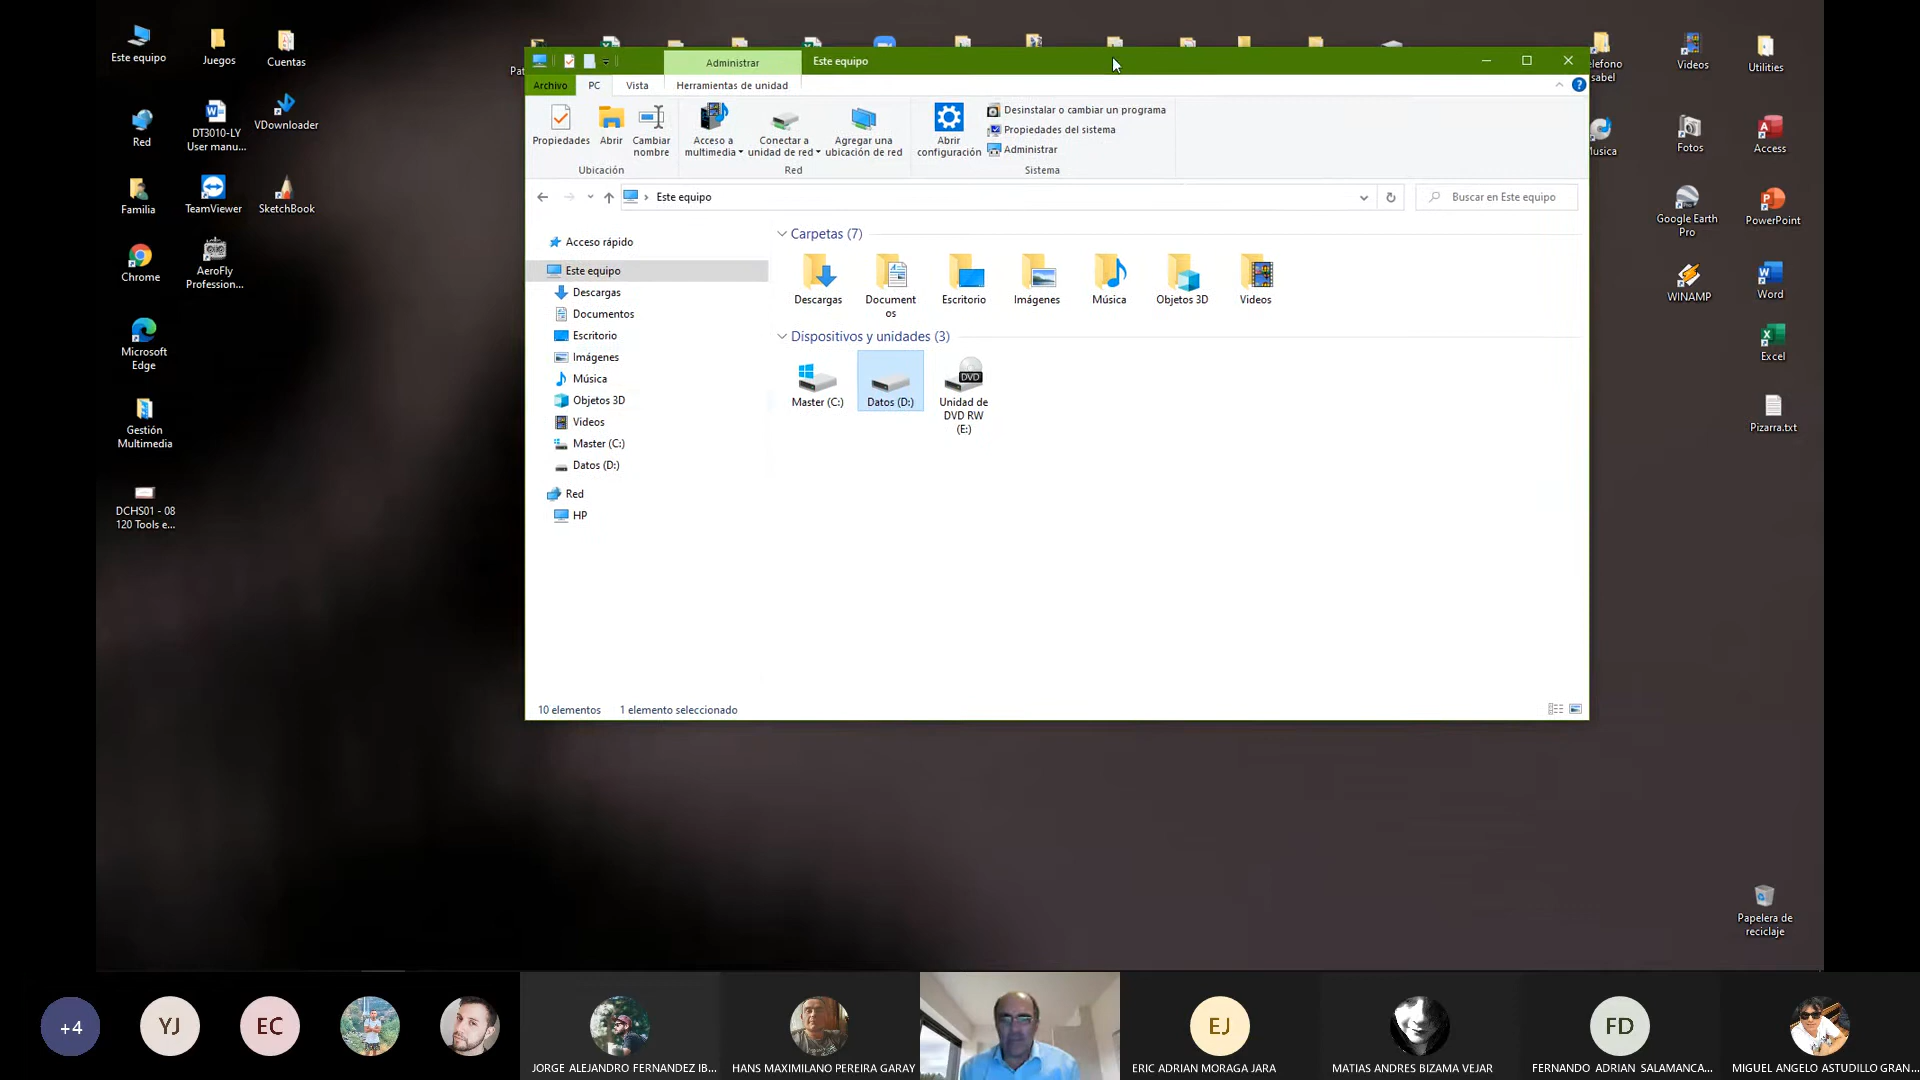 Este equipo
Juegos
Cuentas
Red
DT3010-LY
User manu...
VDownloader
Familia
TeamViewer
SketchBook
Chrome
AeroFly
Profession...
Microsoft
Edge
Gestión
Multimedia
DCHS01 - 08
120 Tools e...
Administrar
Este equipo
Archivo
PC
Vista
Herramientas de unidad
Propiedades
Abrir
Cambiar
nombre
Ubicación
Acceso a
multimedia
Conectar a
unidad de red
Agregar una
ubicación de red
Red
Abrir
configuración
Desinstalar o cambiar un programa
Propiedades del sistema
Administrar
Sistema
Este equipo
Buscar en Este equipo
Acceso rápido
Este equipo
Descargas
Documentos
Escritorio
Imágenes
Música
Objetos 3D
Videos
Master (C:)
Datos (D:)
Red
HP
Carpetas (7)
Descargas
Document
os
Escritorio
Imágenes
Música
Objetos 3D
Videos
Dispositivos y unidades (3)
Master (C:)
Datos (D:)
DVD
Unidad de
DVD RW
(E:)
10 elementos
1 elemento seleccionado
Videos
Utilities
Fotos
Access
Google Earth
Pro
PowerPoint
WINAMP
Word
Excel
Pizarra.txt
Papelera de
reciclaje
+4
YJ
EC
JORGE ALEJANDRO FERNANDEZ IB...
HANS MAXIMILANO PEREIRA GARAY
EJ
ERIC ADRIAN MORAGA JARA
MATIAS ANDRES BIZAMA VEJAR
FD
FERNANDO ADRIAN SALAMANCA...
MIGUEL ANGELO ASTUDILLO GRAN...